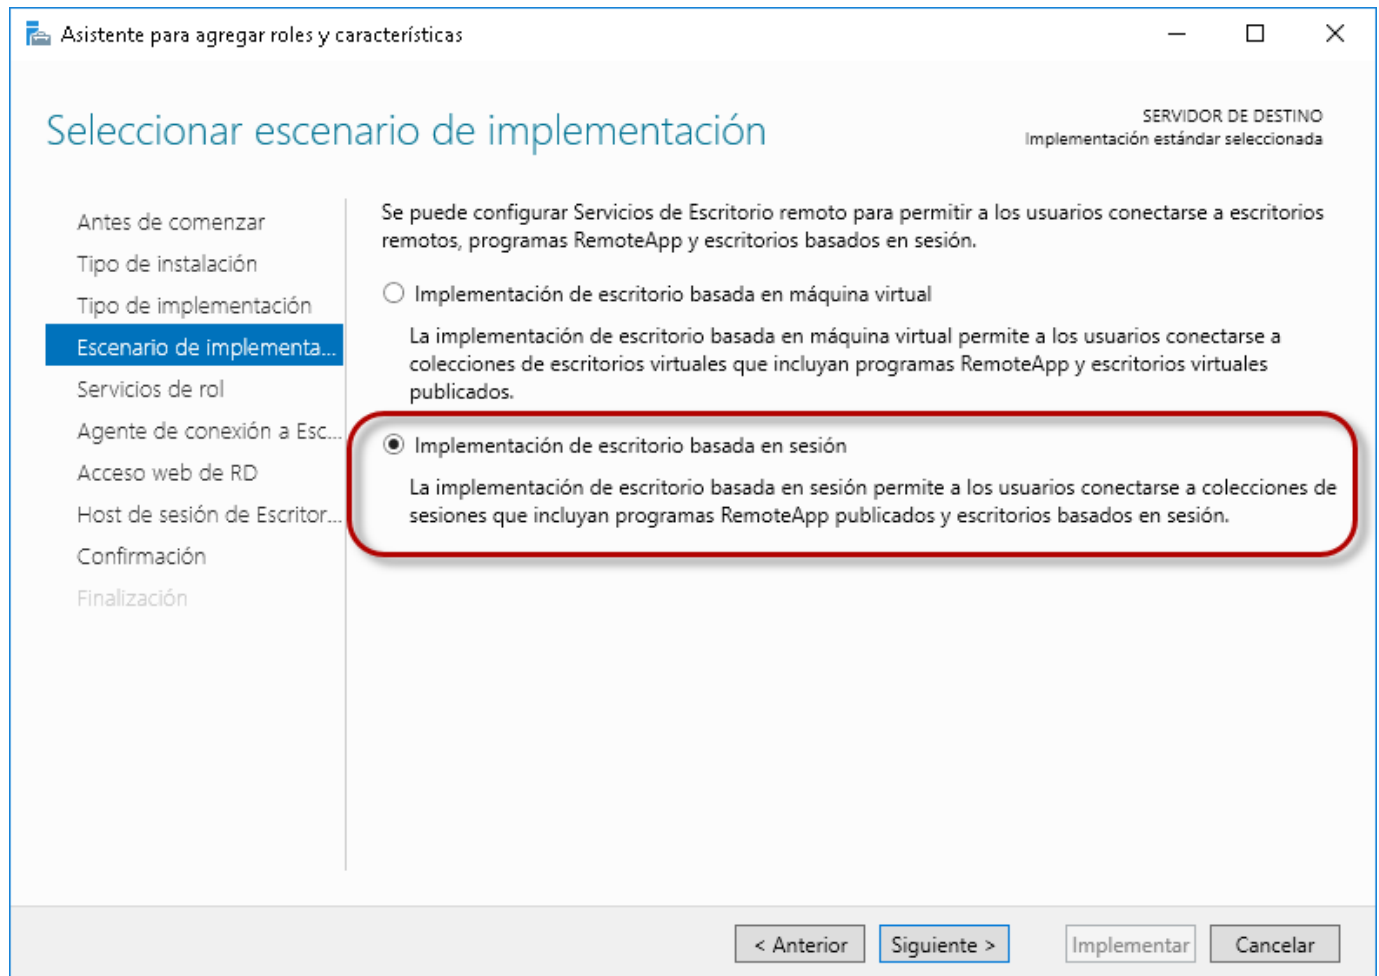 Asistente para agregar roles y características
Seleccionar escenario de implementación
SERVIDOR DE DESTINO
Implementación estándar seleccionada
Antes de comenzar
Tipo de instalación
Tipo de implementación
Escenario de implementa...
Servicios de rol
Agente de conexión a Esc...
Acceso web de RD
Host de sesión de Escritor...
Confirmación
Finalización
Se puede configurar Servicios de Escritorio remoto para permitir a los usuarios conectarse a escritorios
remotos, programas RemoteApp y escritorios basados en sesión.
Implementación de escritorio basada en máquina virtual
La implementación de escritorio basada en máquina virtual permite a los usuarios conectarse a
colecciones de escritorios virtuales que incluyan programas RemoteApp y escritorios virtuales
publicados.
Implementación de escritorio basada en sesión
La implementación de escritorio basada en sesión permite a los usuarios conectarse a colecciones de
sesiones que incluyan programas RemoteApp publicados y escritorios basados en sesión.
< Anterior
Siguiente >
Implementar
Cancelar